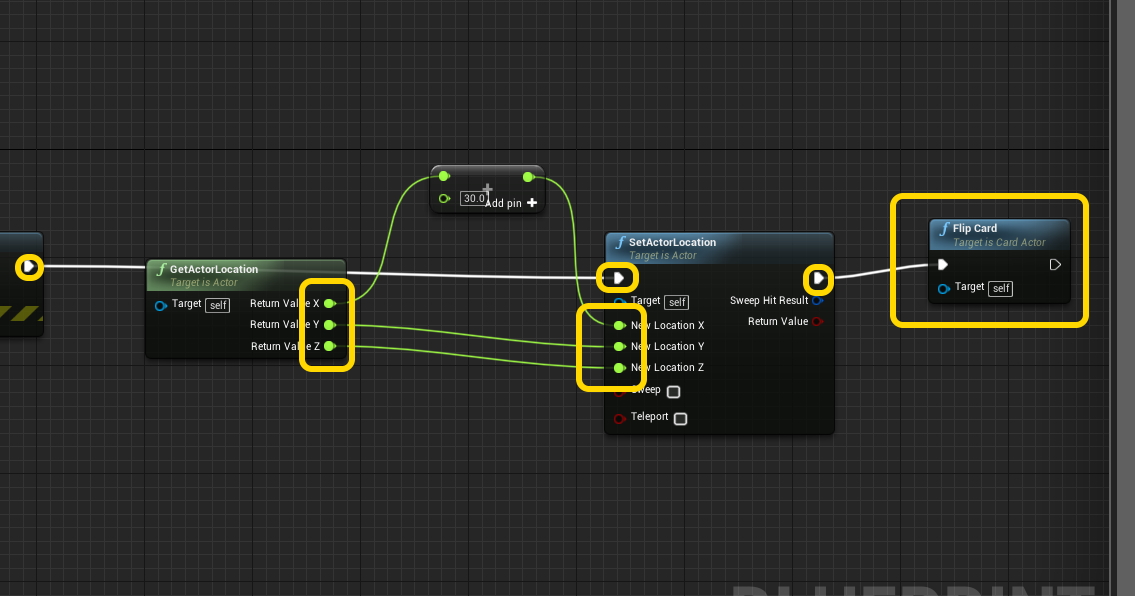 Add pin
30.0
GetActorLocation
Target is Actor
Target self
Return Value X
Return Value Y
Return Value Z
SetActorLocation
Target is Actor
Target self
Sweep Hit Result
New Location X
Return Value
New Location Y
New Location Z
Sweep
Teleport
Flip Card
Target is Card Actor
Target self
BLUEPRINT